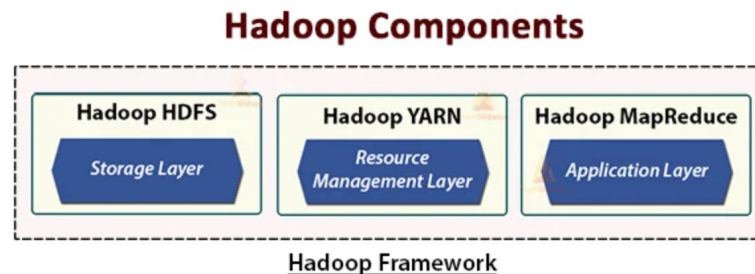 Hadoop Components
Hadoop HDFS
Storage Layer
Hadoop YARN
Resource
Management Layer
Hadoop MapReduce
Application Layer
Hadoop Framework